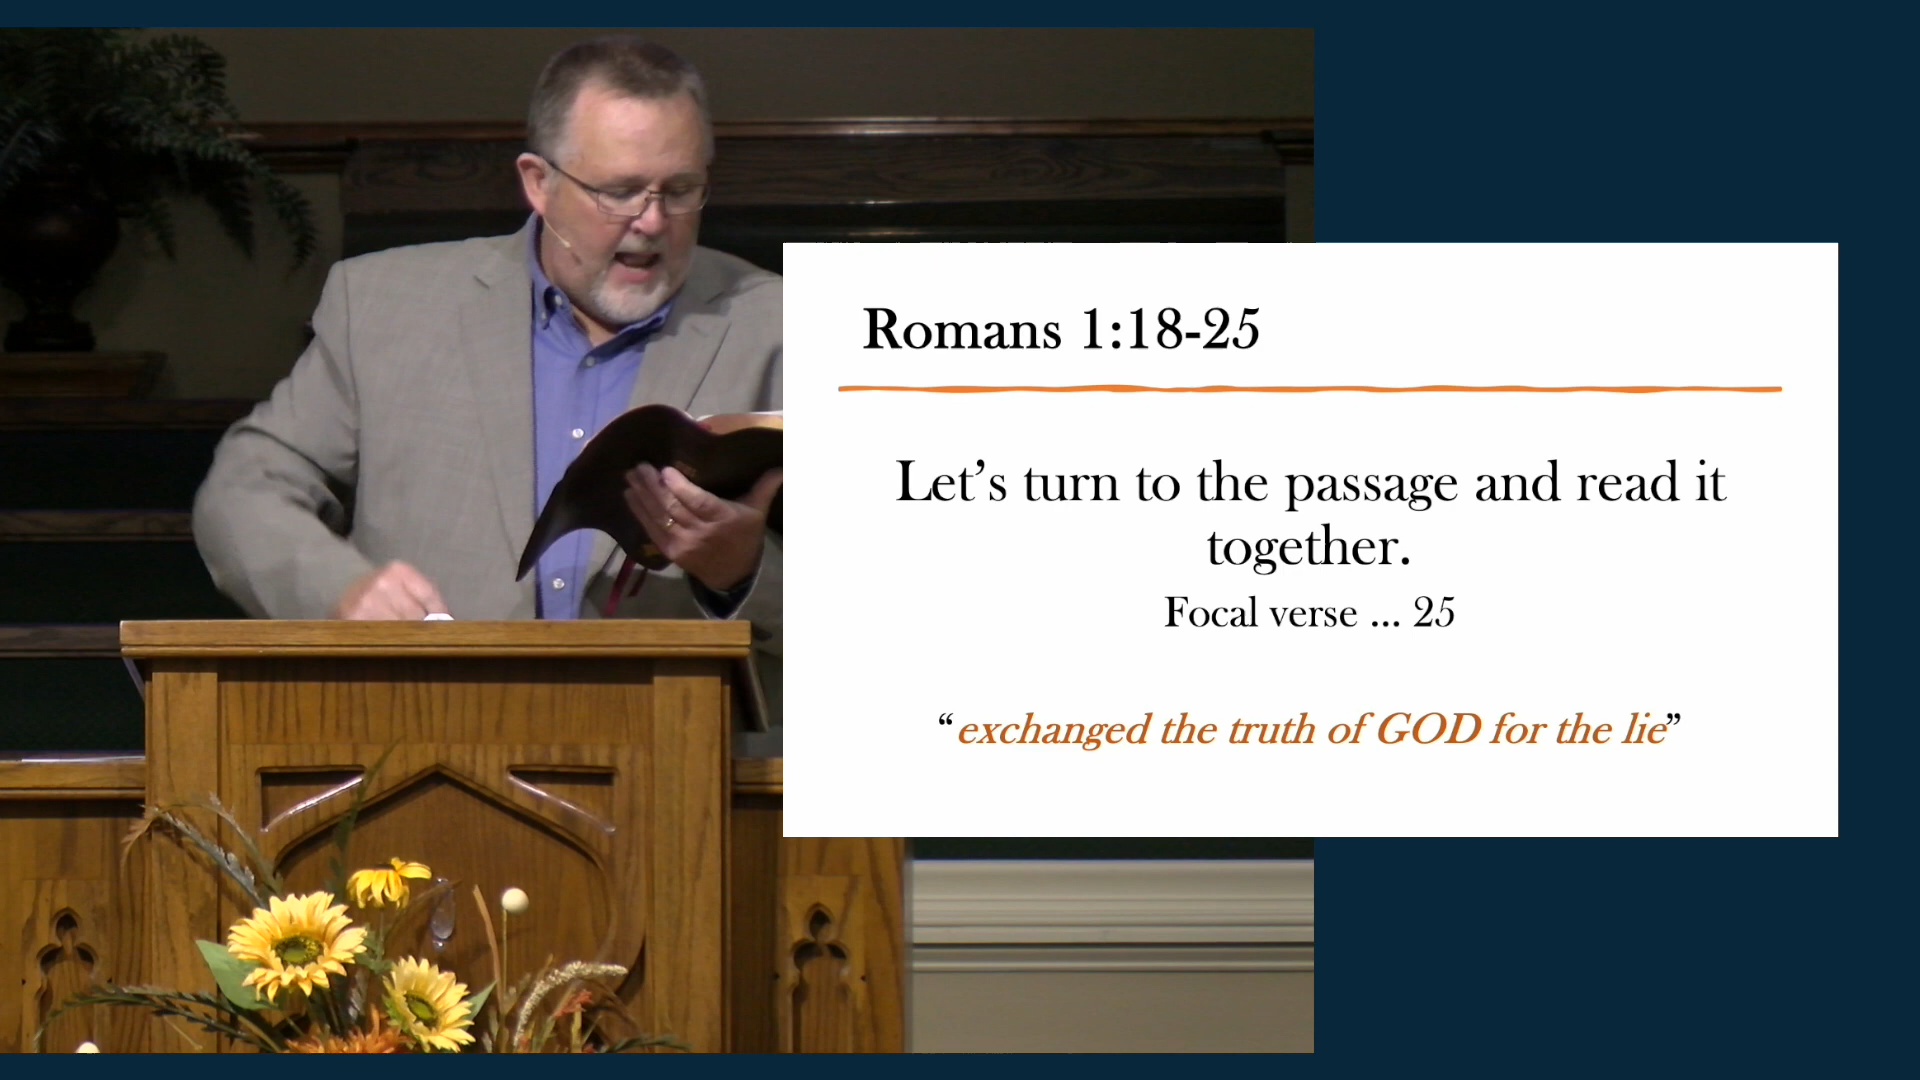 Romans 1:18-25
Let’s turn to the passage and read it
together.
Focal verse ... 25
“exchanged the truth of GOD for the lie”